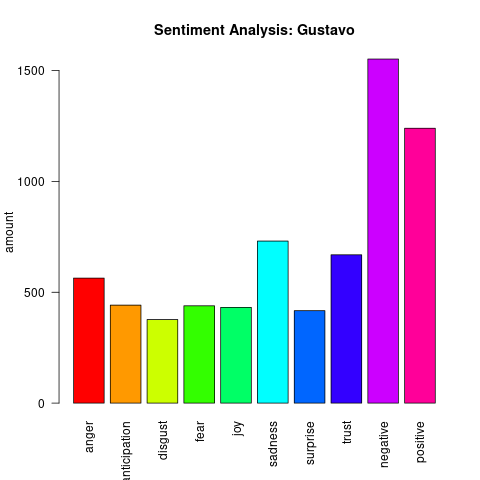 Sentiment Analysis: Gustavo
amount
1500
1000
500
0
anger
nticipation
disgust
fear
joy
sadness
surprise
trust
negative
positive